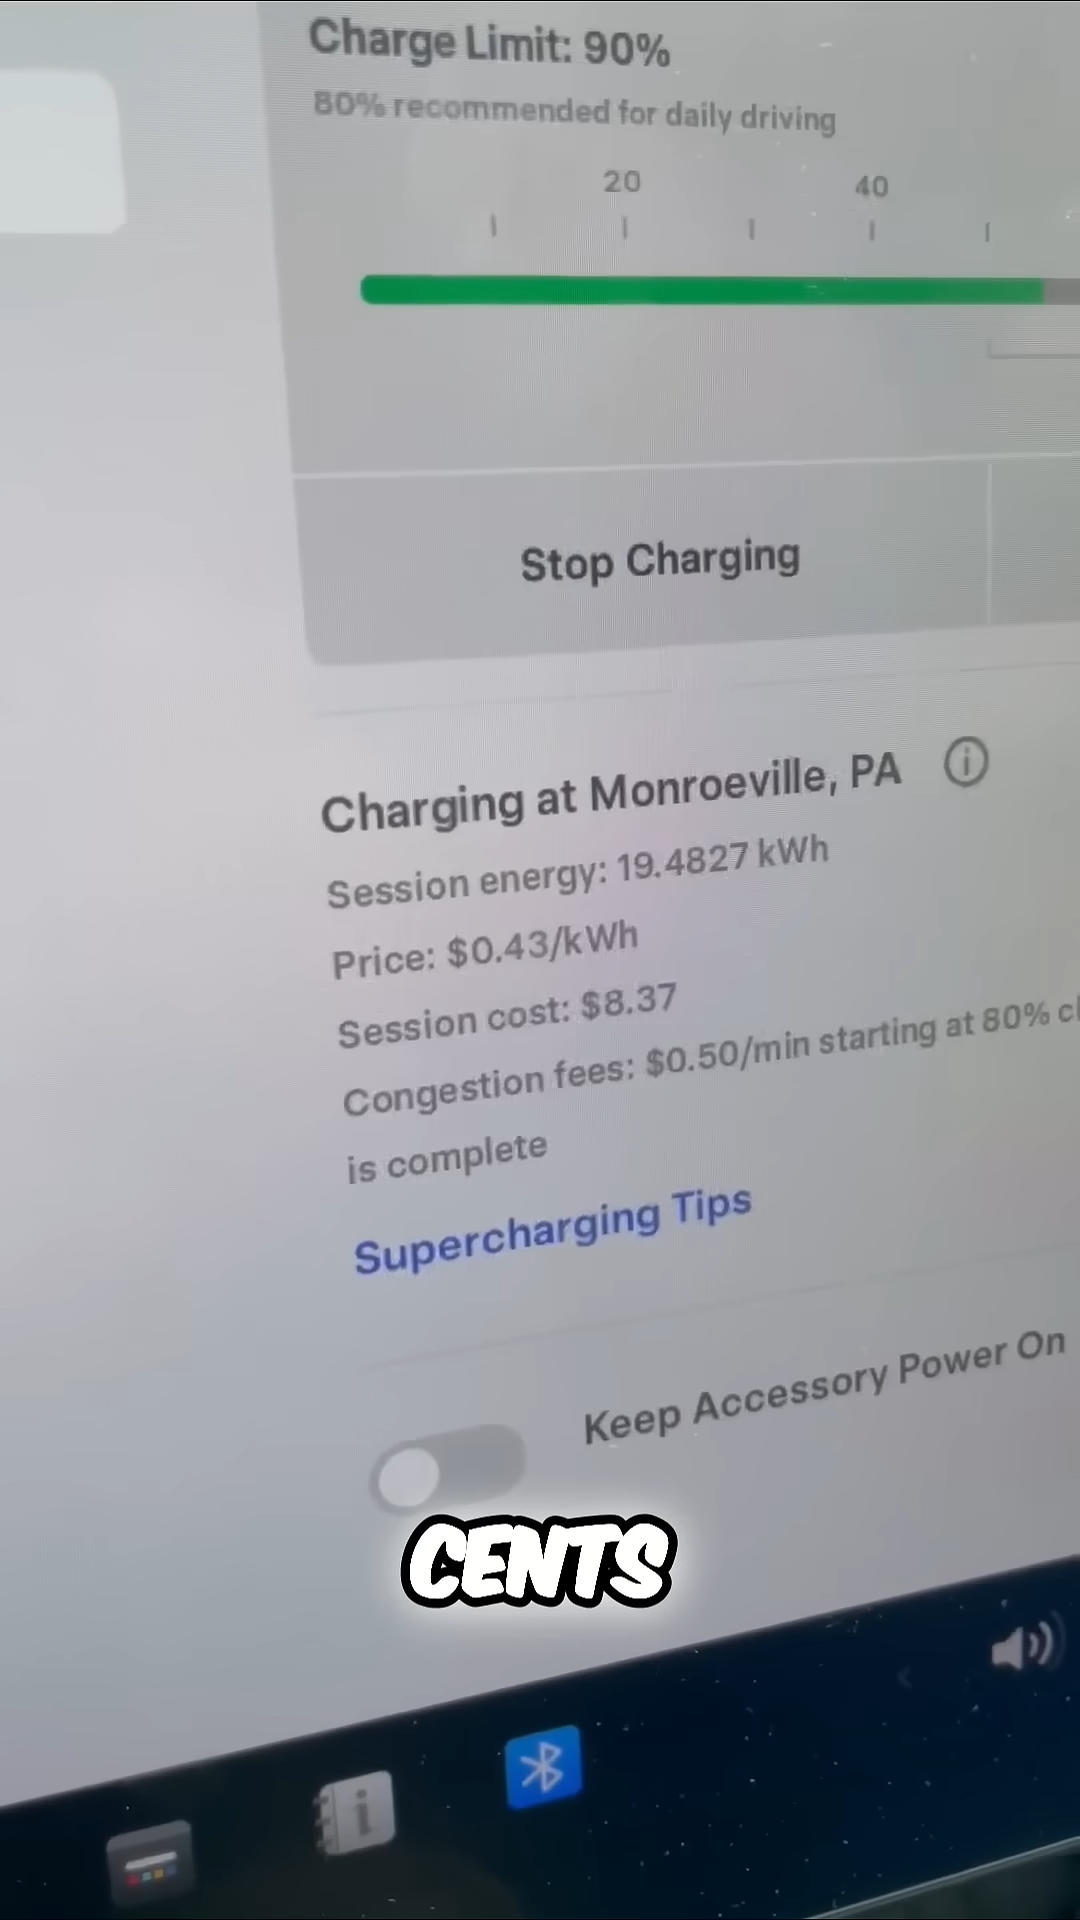 Charge Limit: 90%
80% recommended for daily driving
20 40
Stop Charging
Charging at Monroeville, PA
Session energy: 19.4827 kWh
Price: $0.43/kWh
Session cost: $8.37
Congestion fees: $0.50/min starting at 80% c
is complete
Supercharging Tips
Keep Accessory Power On
CENTS